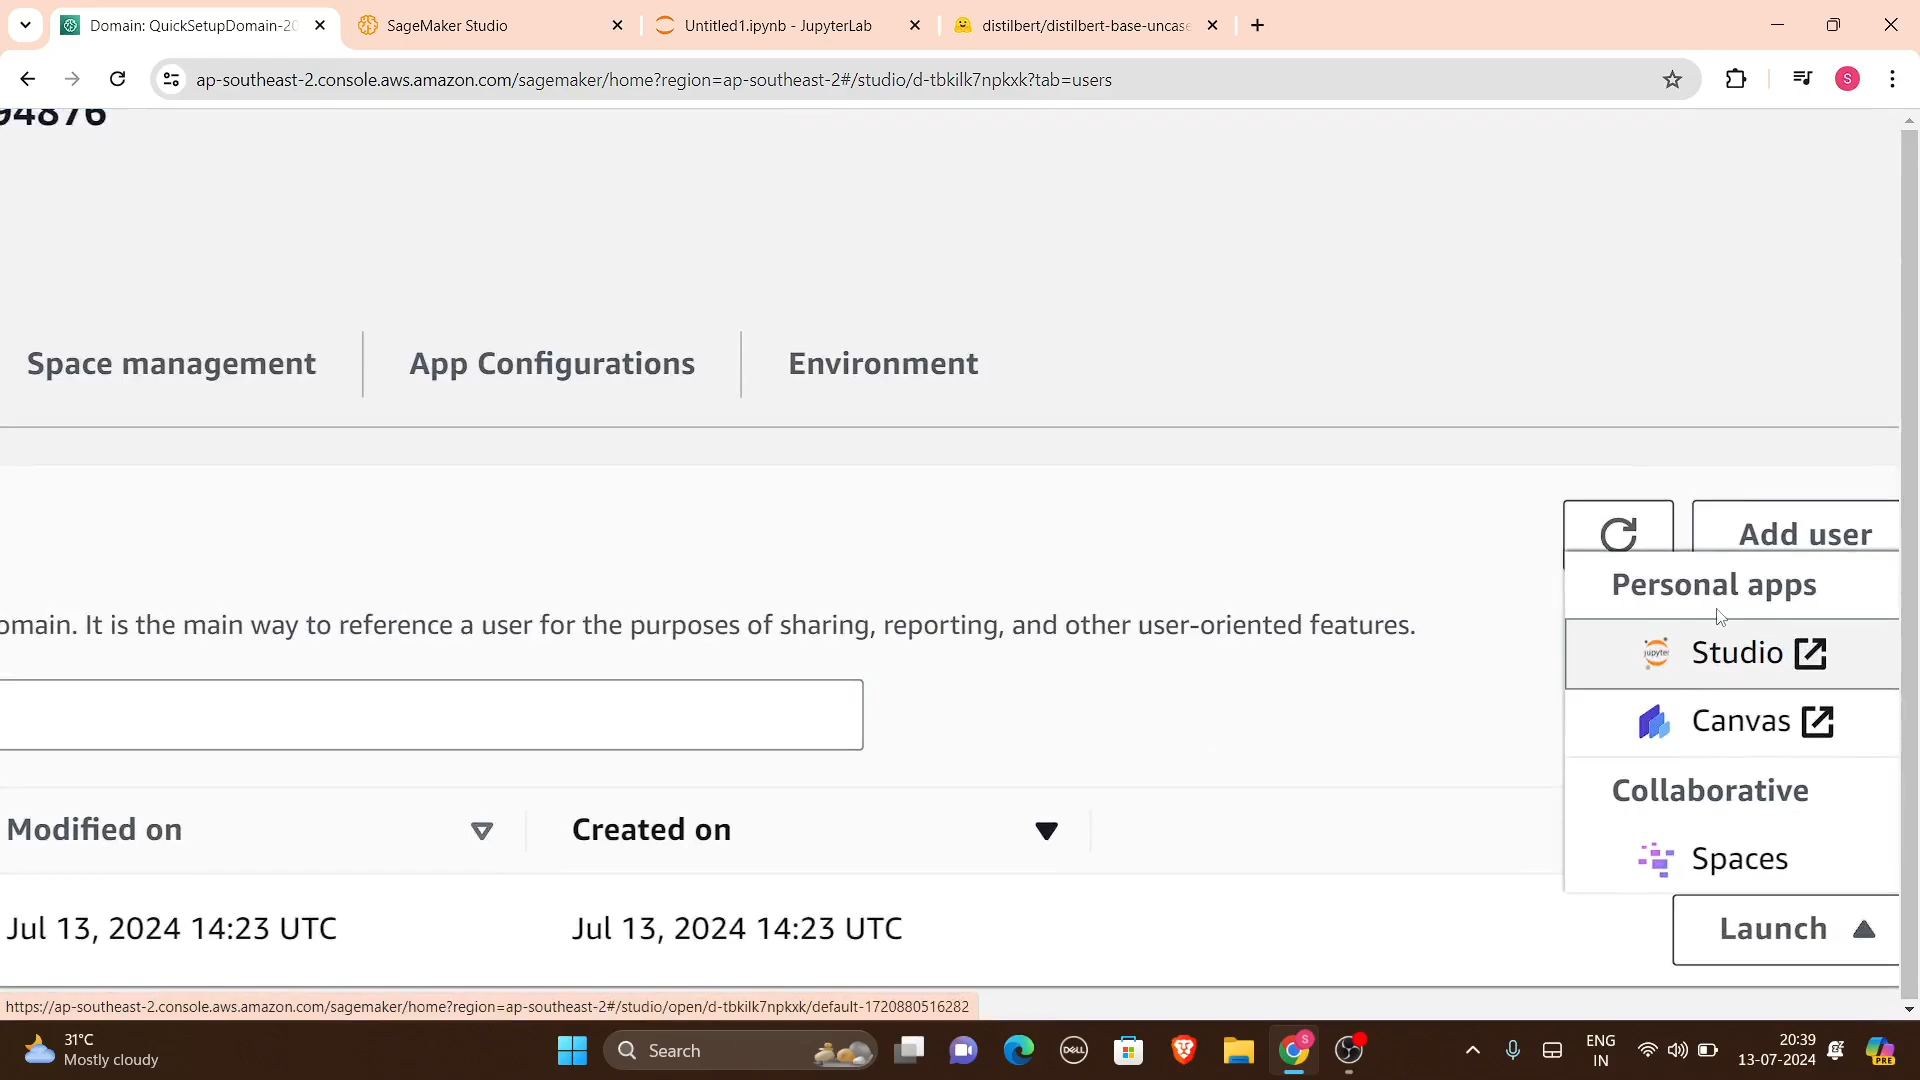 Domain: QuickSetupDomain-20
SageMaker Studio
Untitled1.ipynb - JupyterLab
distilbert/distilbert-base-uncase
ap-southeast-2.console.aws.amazon.com/sagemaker/home?region=ap-southeast-2#/studio/d-tbkilk7npkxk?tab=users
S
94876
Space management
App Configurations
Environment
Add user
Personal apps
omain. It is the main way to reference a user for the purposes of sharing, reporting, and other user-oriented features.
jupyter
Studio
Canvas
Collaborative
Modified on
Created on
Spaces
Jul 13, 2024 14:23 UTC
Jul 13, 2024 14:23 UTC
Launch
https://ap-southeast-2.console.aws.amazon.com/sagemaker/home?region=ap-southeast-2#/studio/open/d-tbkilk7npkxk/default-1720880516282
31°C
Mostly cloudy
Search
DELL
S
ENG
IN
20:39
13-07-2024
PRE